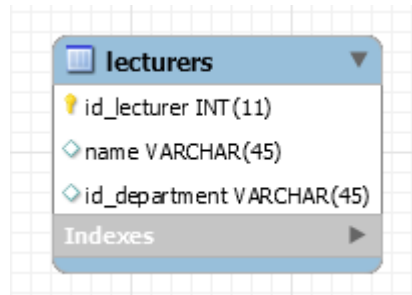 lecturers
id_lecturer INT(11)
name VARCHAR(45)
id_department VARCHAR(45)
Indexes